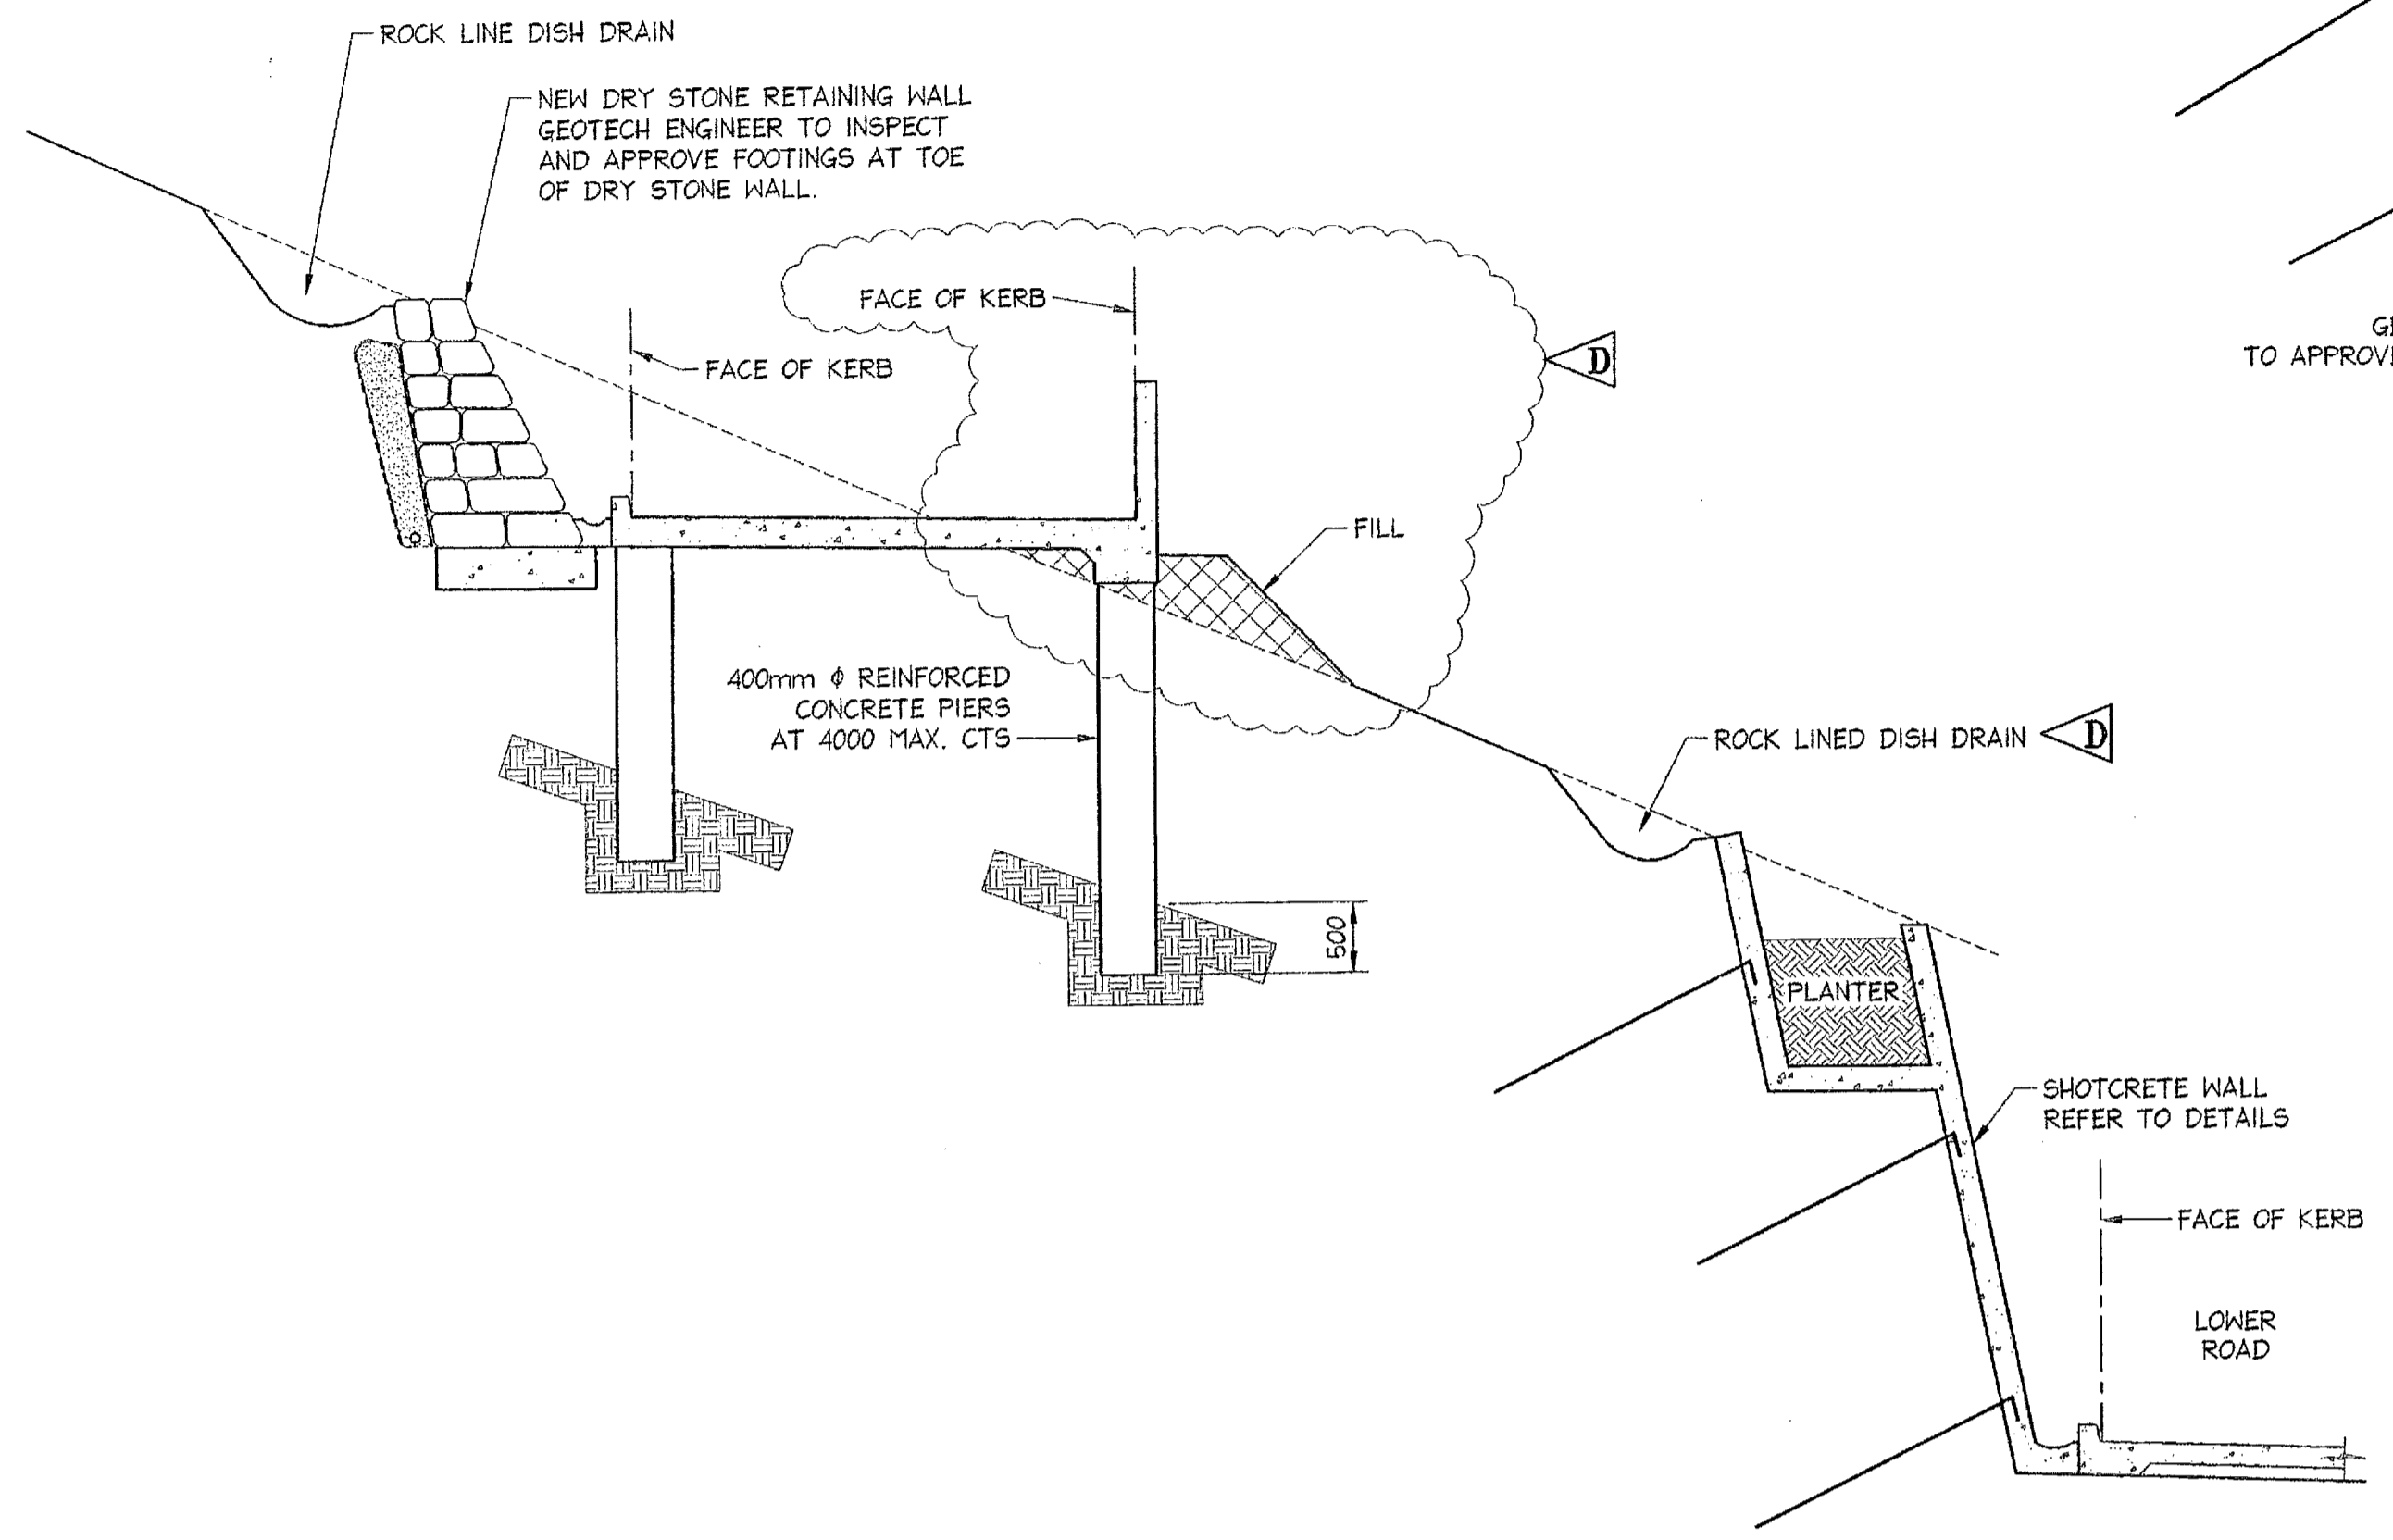 ROCK LINE DISH DRAIN
NEW DRY STONE RETAINING WALL
GEOTECH ENGINEER TO INSPECT
AND APPROVE FOOTINGS AT TOE
OF DRY STONE WALL.
FACE OF KERB
FACE OF KERB
D
TO APPROVE
FILL
400mm ϕ REINFORCED
CONCRETE PIERS
AT 4000 MAX. CTS
ROCK LINED DISH DRAIN
D
500
PLANTER
SHOTCRETE WALL
REFER TO DETAILS
FACE OF KERB
LOWER
ROAD